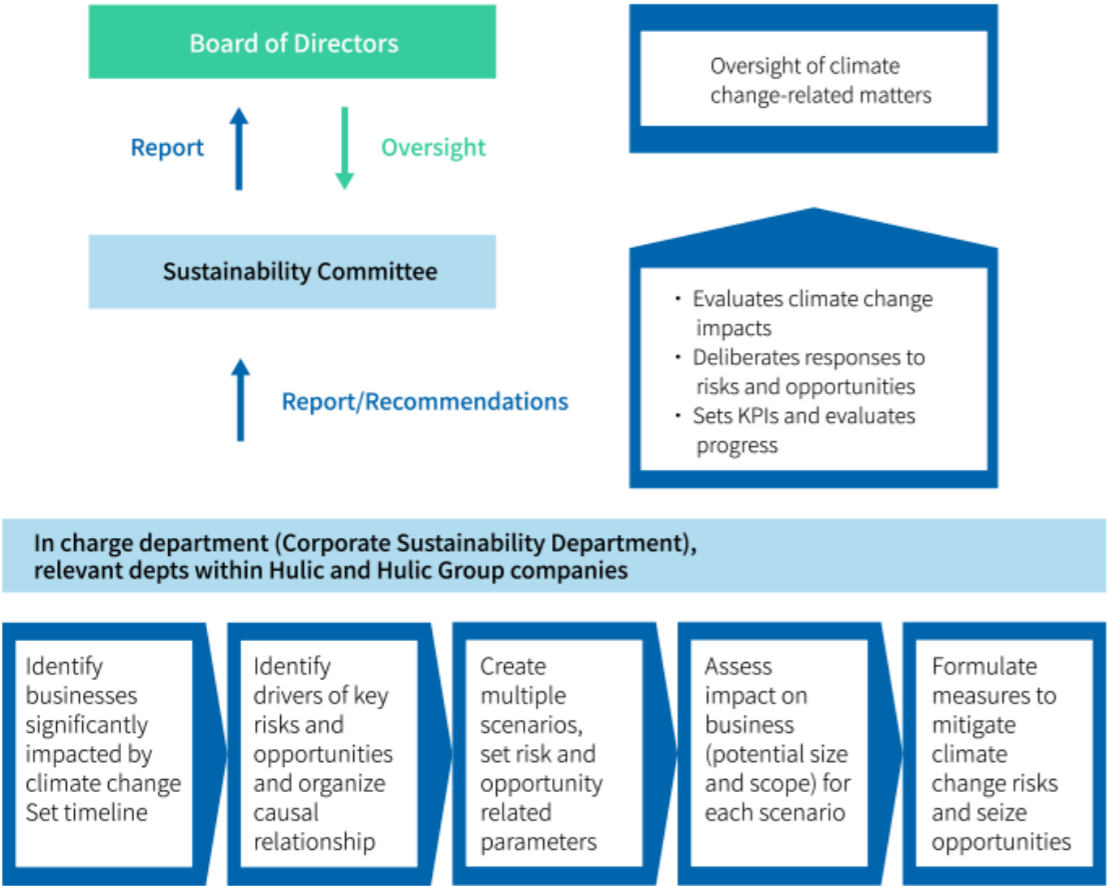 Board of Directors
Oversight of climate
change-related matters
Report
Oversight
Sustainability Committee
・ Evaluates climate change
impacts
・ Deliberates responses to
risks and opportunities
・ Sets KPIs and evaluates
progress
Report/Recommendations
In charge department (Corporate Sustainability Department),
relevant depts within Hulic and Hulic Group companies
Identify
businesses
significantly
impacted by
climate change
Set timeline
Identify
drivers of key
risks and
opportunities
and organize
causal
relationship
Create
multiple
scenarios,
set risk and
opportunity
related
parameters
Assess
impact on
business
(potential size
and scope) for
each scenario
Formulate
measures to
mitigate
climate
change risks
and seize
opportunities